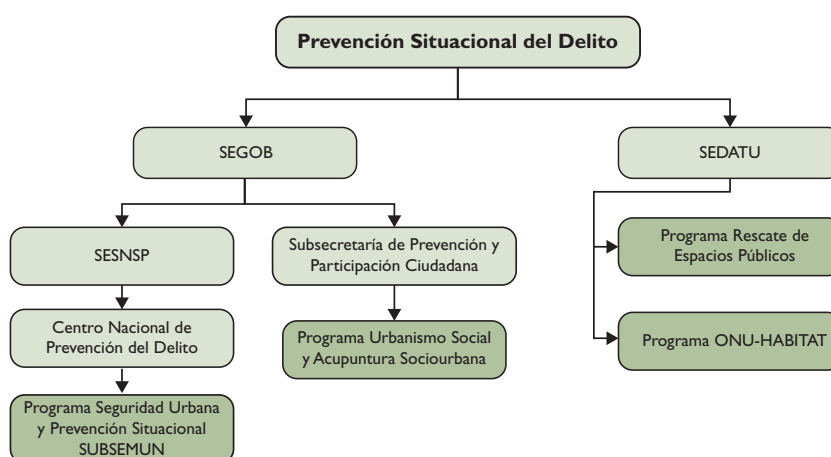 Prevención Situacional del Delito
SEGOB
SEDATU
SESNSP
Subsecretaría de Prevención y
Participación Ciudadana
Programa Rescate de
Espacios Públicos
Centro Nacional de
Prevención del Delito
Programa Urbanismo Social
y Acupuntura Sociourbana
Programa ONU-HABITAT
Programa Seguridad Urbana
y Prevención Situacional
SUBSEMUN